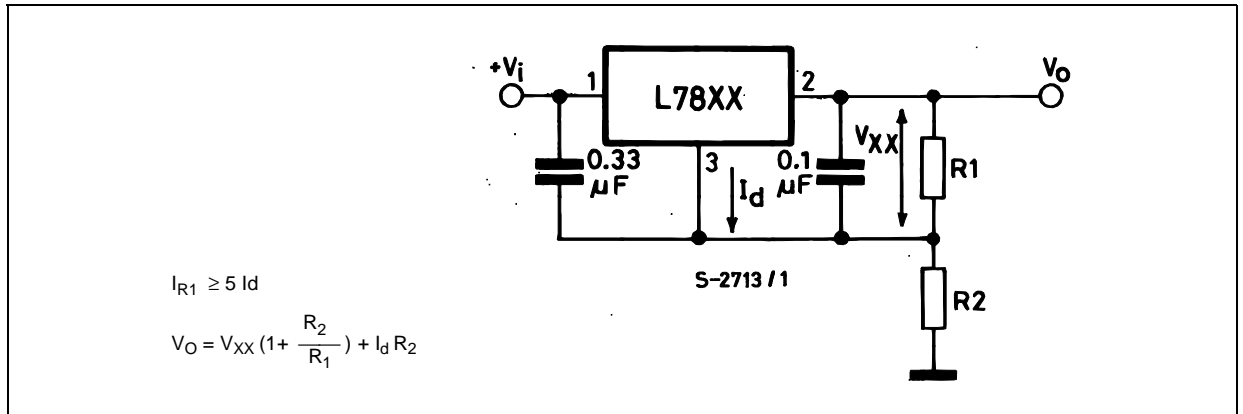 +Vi
1
L78XX
2
VO
0.33
µF
3
Id
0.1
µF
VXX
R1
S-2713/1
R2
IR1 ≥ 5 Id
VO = VXX (1+ R2
R1 ) + Id R2